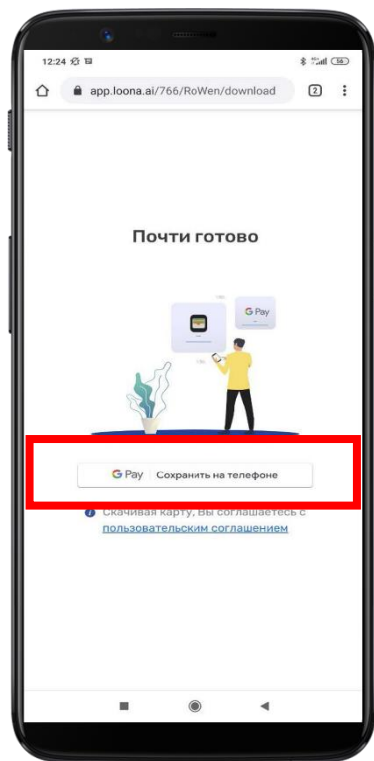 12:24
56
app.loona.ai/766/RoWen/download
2
Почти готово
G Pay
G Pay Сохранить на телефоне
Скачивая карту, Вы соглашаетесь с
пользовательским соглашением